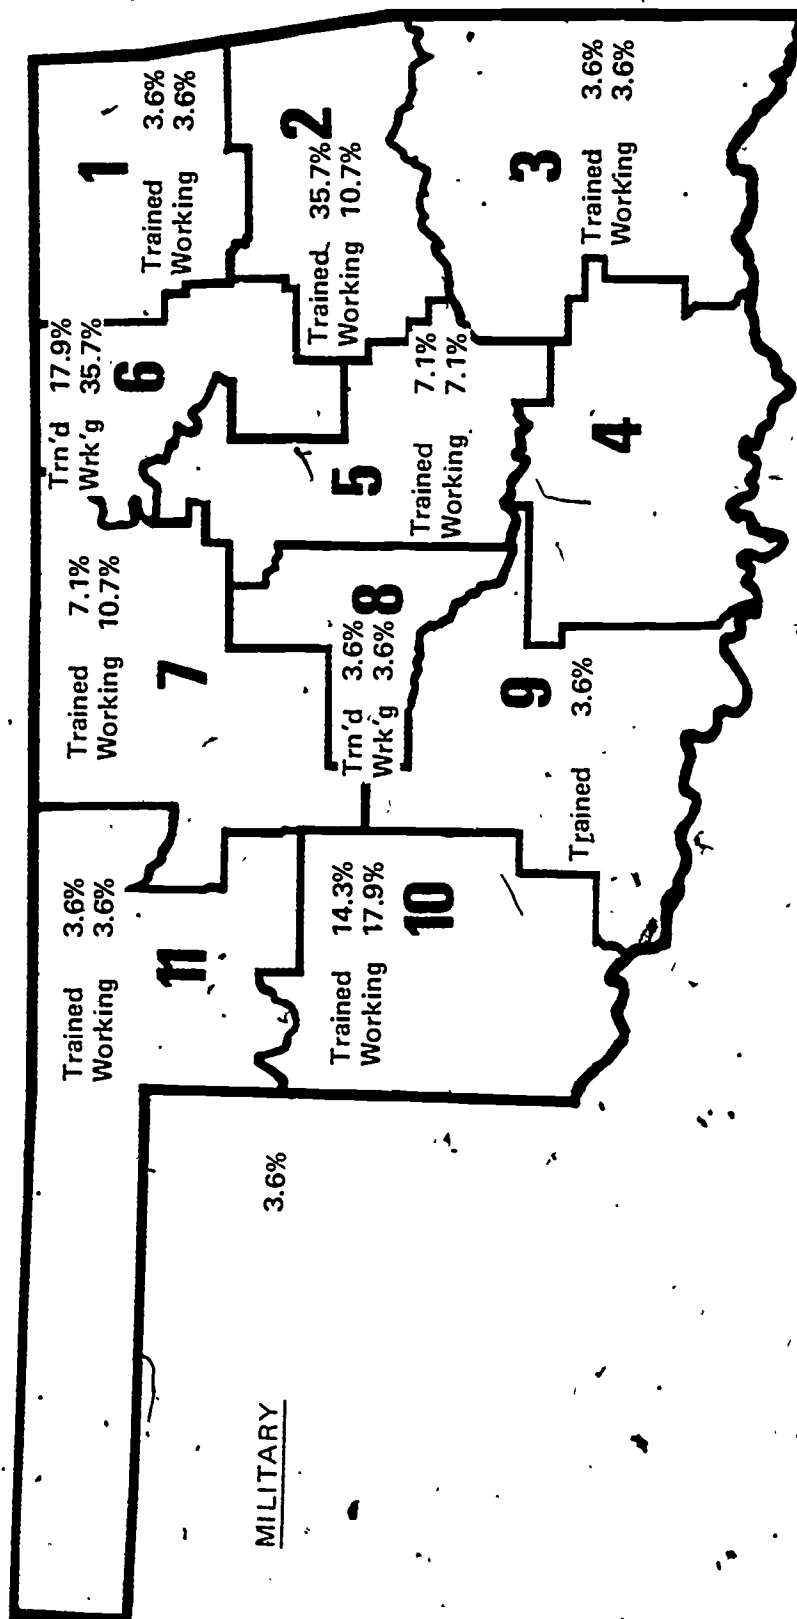 1
Trained 3.6%
Working 3.6%
2
Trained 35.7%
Working 10.7%
3
Trained 3.6%
Working 3.6%
4
5
Trained 7.1%
Working 7.1%
Trn'd 17.9%
Wrk'g 35.7%
6
Trained 7.1%
Working 10.7%
7
8
Trn'd 3.6%
Wrk'g 3.6%
9
Trained 3.6%
Trained 14.3%
Working 17.9%
10
Trained 3.6%
Working 3.6%
11
MILITARY 3.6%